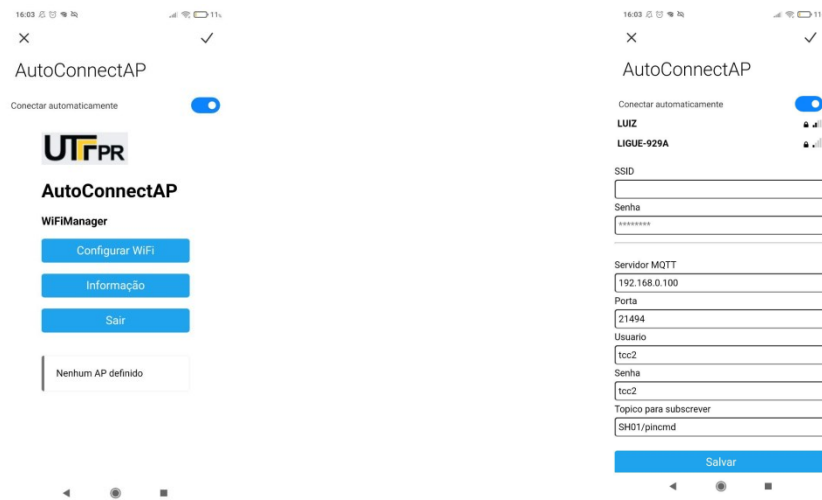 16:03
11
AutoConnectAP
Conectar automaticamente
UTFPR
AutoConnectAP
WiFiManager
Configurar WiFi
Informação
Sair
Nenhum AP definido
16:03
11
AutoConnectAP
Conectar automaticamente
LUIZ
LIGUE-929A
SSID
Senha
********
Servidor MQTT
192.168.0.100
Porta
21494
Usuario
tcc2
Senha
tcc2
Topico para subscrever
SH01/pincmd
Salvar